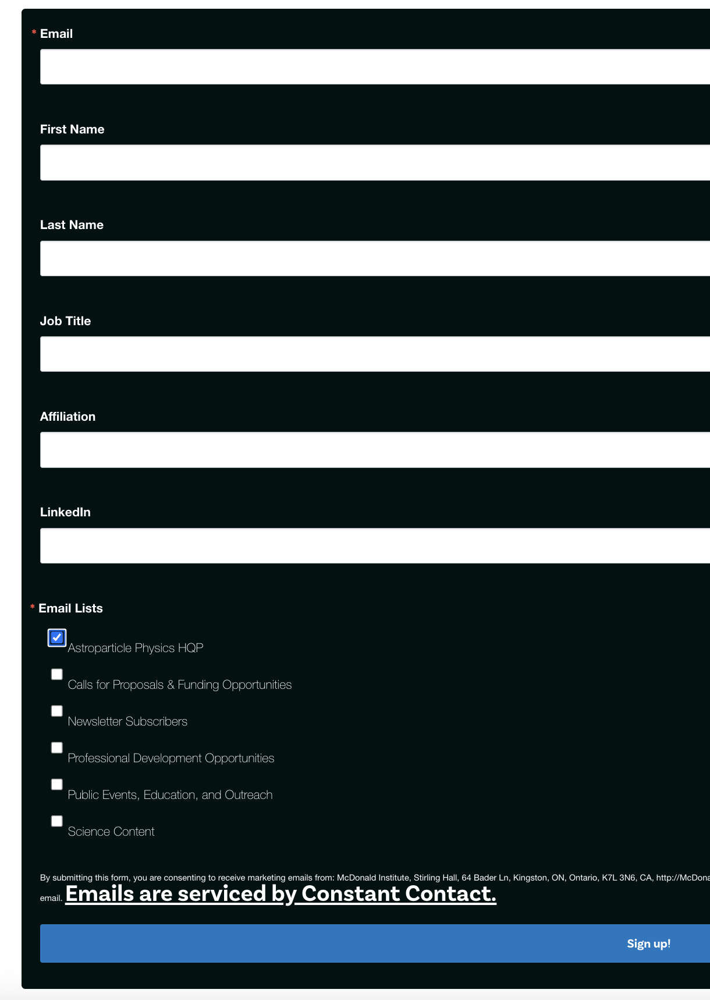 * Email
First Name
Last Name
Job Title
Affiliation
LinkedIn
* Email Lists
Astroparticle Physics HQP
Calls for Proposals & Funding Opportunities
Newsletter Subscribers
Professional Development Opportunities
Public Events, Education, and Outreach
Science Content
By submitting this form, you are consenting to receive marketing emails from: McDonald Institute, Stirling Hall, 64 Bader Ln, Kingston, ON, Ontario, K7L 3N6, CA, http://McDona
email. Emails are serviced by Constant Contact.
Sign up!